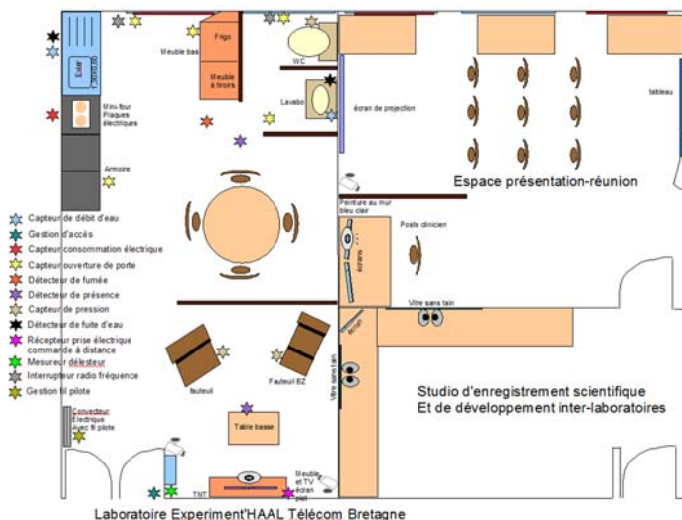 Frigo
Meuble bas
Meuble
à tiroirs
WC
Lavabo
Evier
Mini-four
Plaques
électriques
Armoire
écran de projection
tableau
Espace présentation-réunion
Peinture au mur
bleu clair
Poste clinicien
écrans
Capteur de débit d'eau
Gestion d'accés
Capteur consommation électrique
Capteur ouverture de porte
Détecteur de fumée
Détecteur de présence
Capteur de pression
Détecteur de fuite d'eau
Récepteur prise électrique
commande à distance
Mesureur délesteur
Interrupteur radio fréquence
Gestion fil pilote
Vitre sans tain
écran
Vitre sans tain
fauteuil
Fauteuil BZ
Studio d'enregistrement scientifique
Et de développement inter-laboratoires
Convecteur
Electrique
Avec fil pilote
Table basse
Meuble
et TV
écran
plat
TNT
Laboratoire Experiment'HAAL Télécom Bretagne